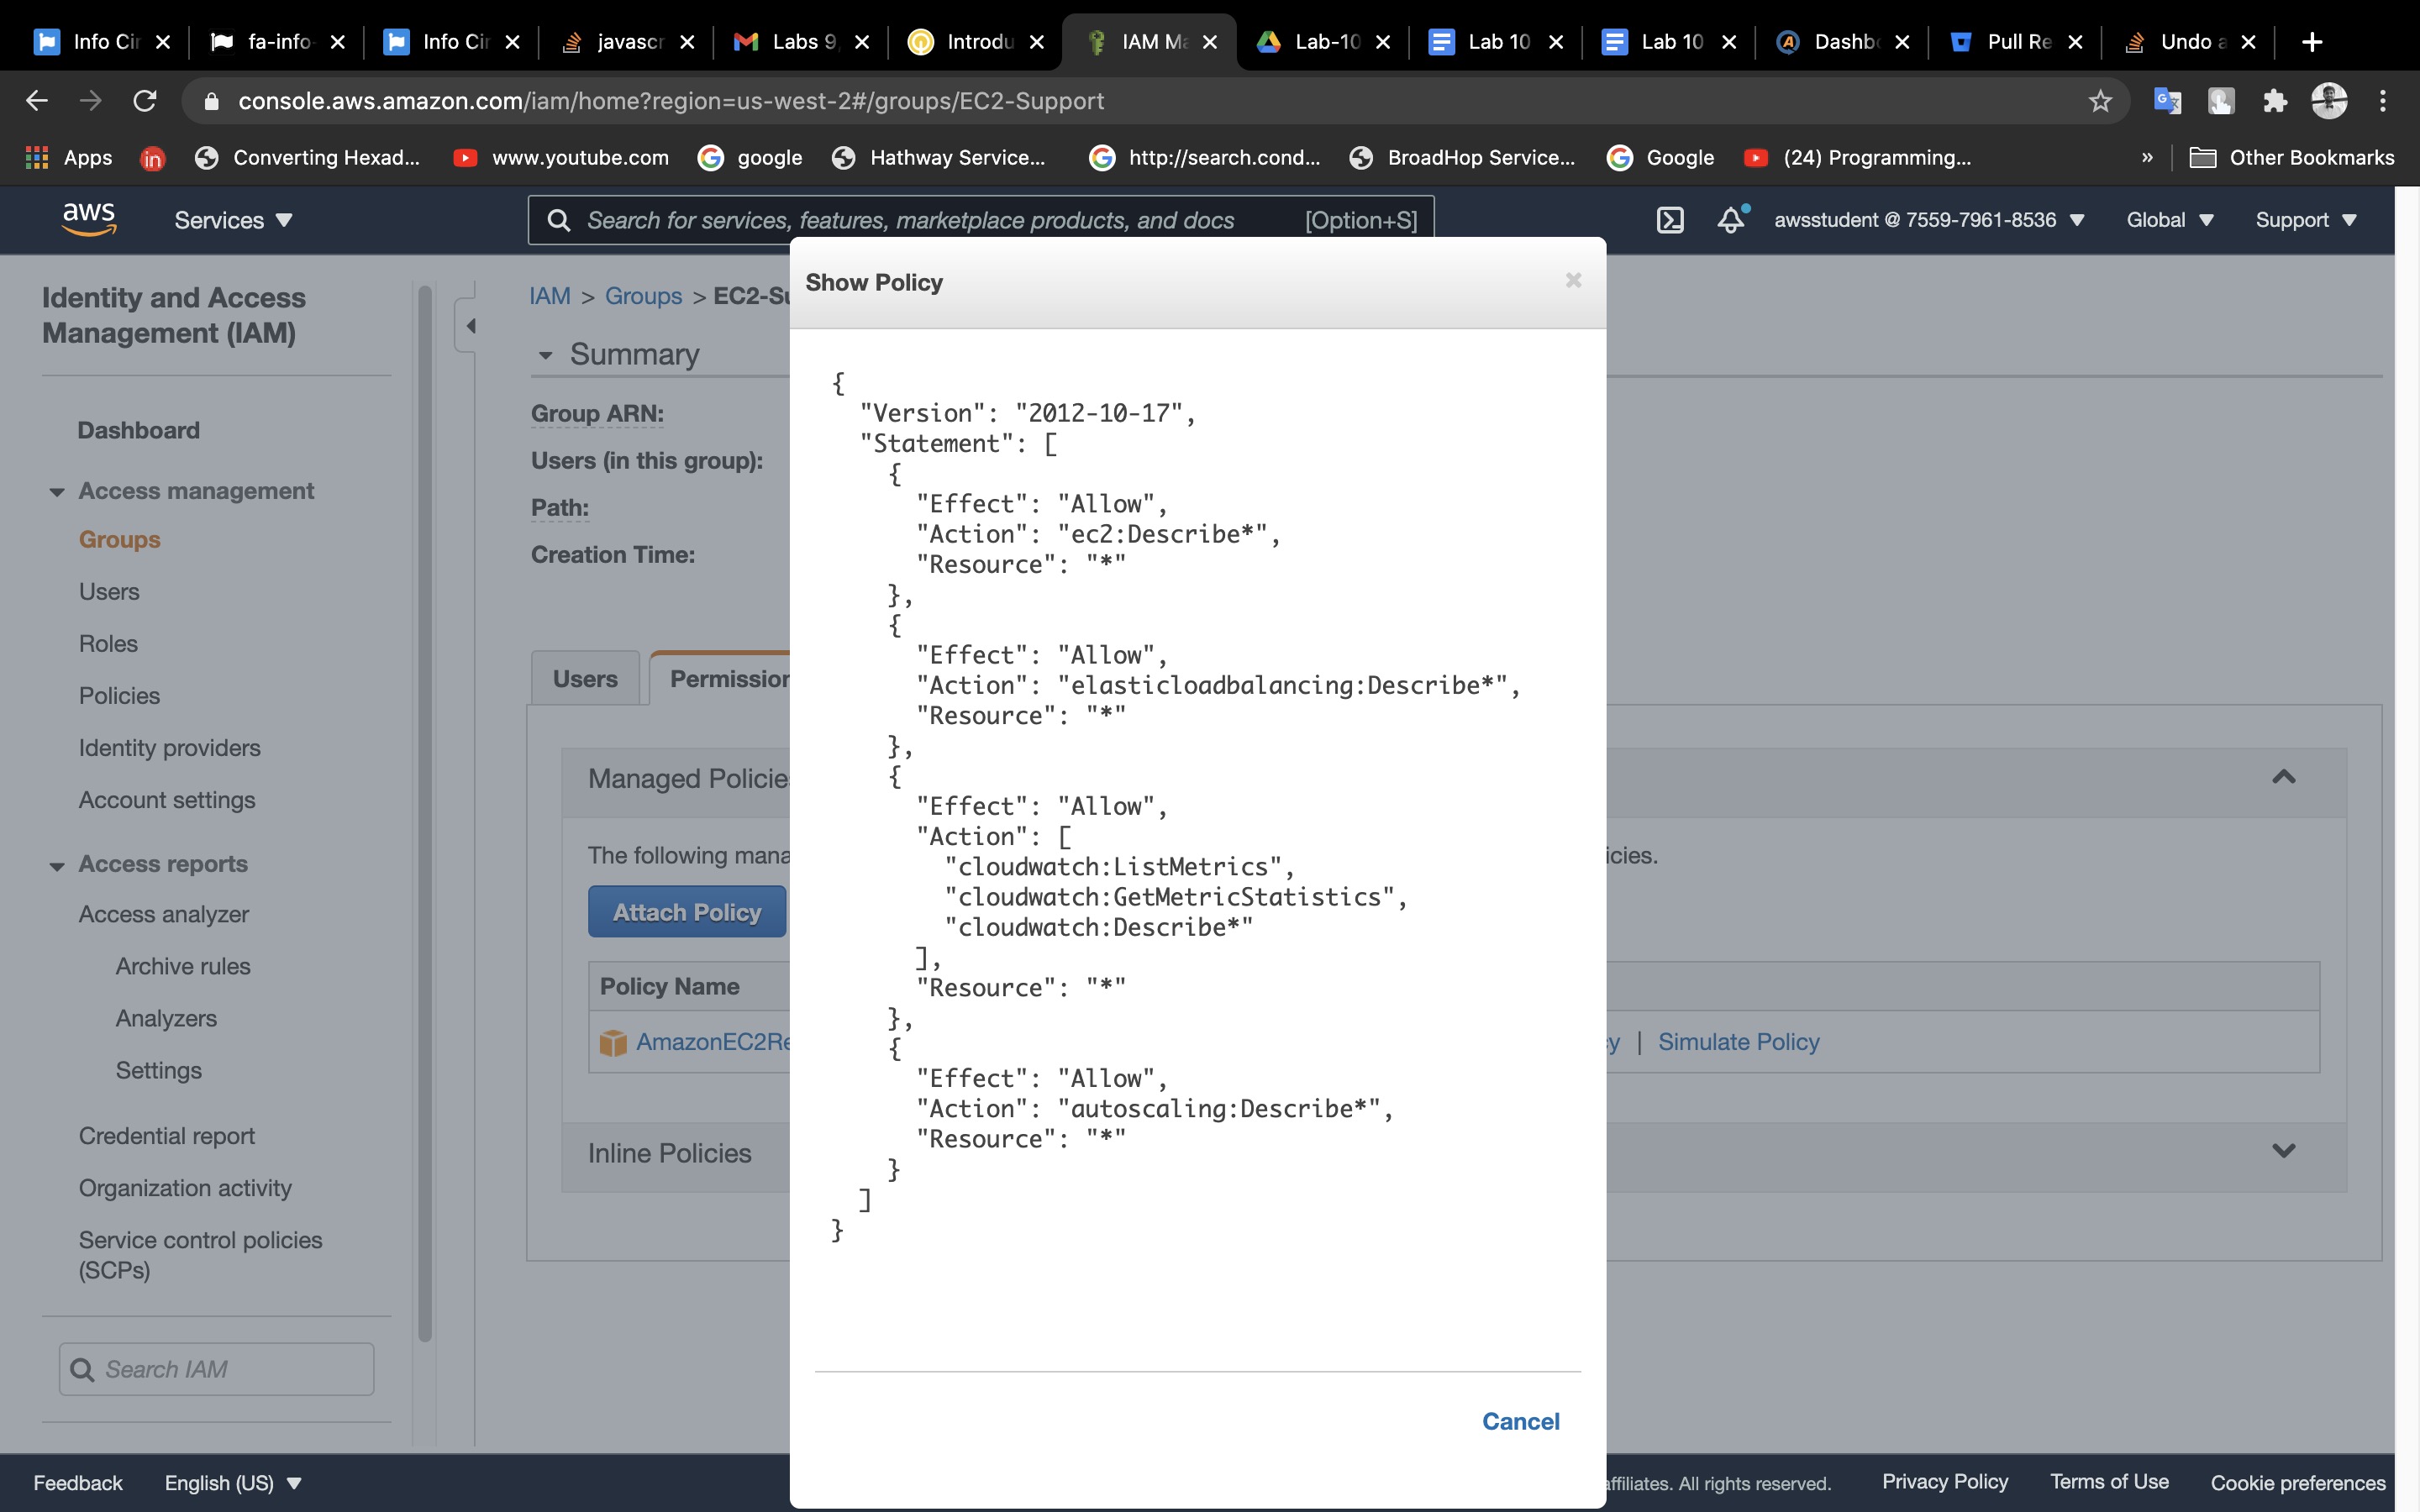 Info Cir
fa-info-
Info Cir
javascr
Labs 9,
Introdu
IAM Ma
Lab-10
Lab 10
Lab 10
Dashbo
Pull Re
Undo a
console.aws.amazon.com/iam/home?region=us-west-2#/groups/EC2-Support
Apps
in
Converting Hexad...
www.youtube.com
google
Hathway Service...
http://search.cond...
BroadHop Service...
Google
(24) Programming...
»
Other Bookmarks
aws
Services
Search for services, features, marketplace products, and docs
[Option+S]
awsstudent @ 7559-7961-8536
Global
Support
Identity and Access
Management (IAM)
Dashboard
Access management
Groups
Users
Roles
Policies
Identity providers
Account settings
Access reports
Access analyzer
Archive rules
Analyzers
Settings
Credential report
Organization activity
Service control policies
(SCPs)
Search IAM
IAM > Groups > EC2-Su
Summary
Group ARN:
Users (in this group):
Path:
Creation Time:
Users
Permission
Managed Policies
The following mana
icies.
Attach Policy
Policy Name
AmazonEC2Re
cy | Simulate Policy
Inline Policies
Show Policy
{
"Version": "2012-10-17",
"Statement": [
{
"Effect": "Allow",
"Action": "ec2:Describe*",
"Resource": "*"
},
{
"Effect": "Allow",
"Action": "elasticloadbalancing:Describe*",
"Resource": "*"
},
{
"Effect": "Allow",
"Action": [
"cloudwatch:ListMetrics",
"cloudwatch:GetMetricStatistics",
"cloudwatch:Describe*"
],
"Resource": "*"
},
{
"Effect": "Allow",
"Action": "autoscaling:Describe*",
"Resource": "*"
}
]
}
Cancel
Feedback
English (US)
affiliates. All rights reserved.
Privacy Policy
Terms of Use
Cookie preferences